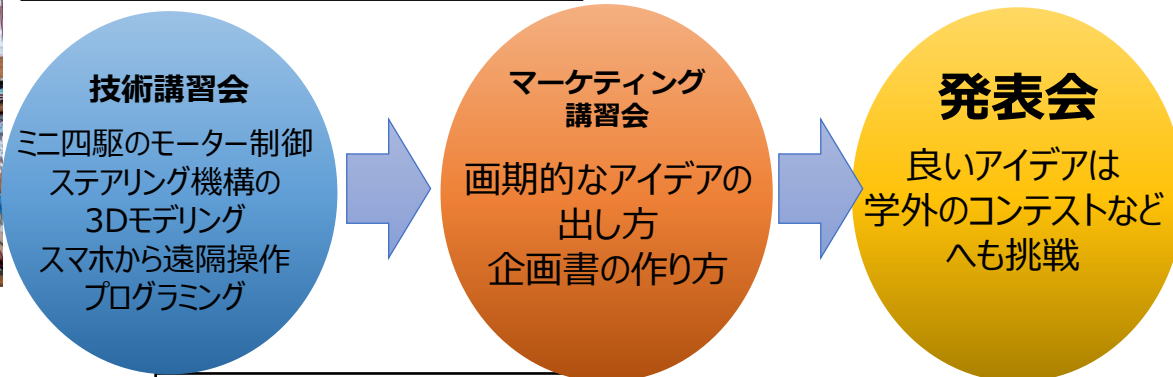 技術講習会
ミニ四駆のモーター制御
ステアリング機構の
3Dモデリング
スマホから遠隔操作
プログラミング
マーケティング
講習会
画期的なアイデアの
出し方
企画書の作り方
発表会
良いアイデアは
学外のコンテストなど
へも挑戦